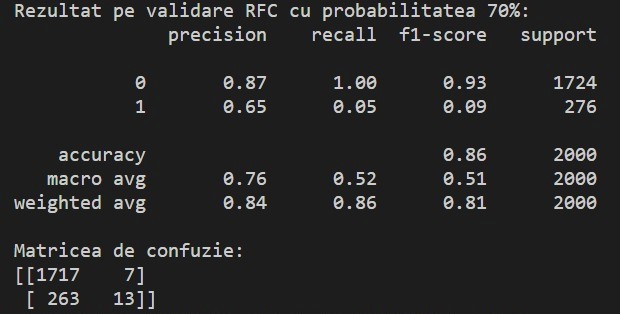 Rezultat pe validare RFC cu probabilitatea 70%:
precision recall f1-score support
0 0.87 1.00 0.93 1724
1 0.65 0.05 0.09 276
accuracy 0.86 2000
macro avg 0.76 0.52 0.51 2000
weighted avg 0.84 0.86 0.81 2000
Matricea de confuzie:
[[1717 7]
[ 263 13]]